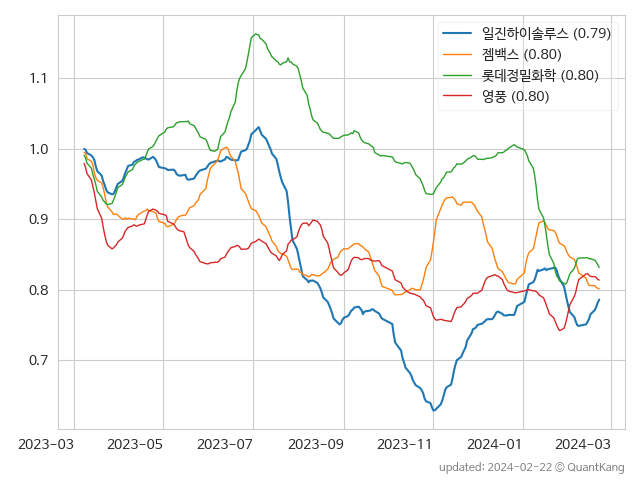 일진하이솔루스 (0.79)
젬백스 (0.80)
롯데정밀화학 (0.80)
영풍 (0.80)
1.1
1.0
0.9
0.8
0.7
2023-03 2023-05 2023-07 2023-09 2023-11 2024-01 2024-03
updated: 2024-02-22 © QuantKang